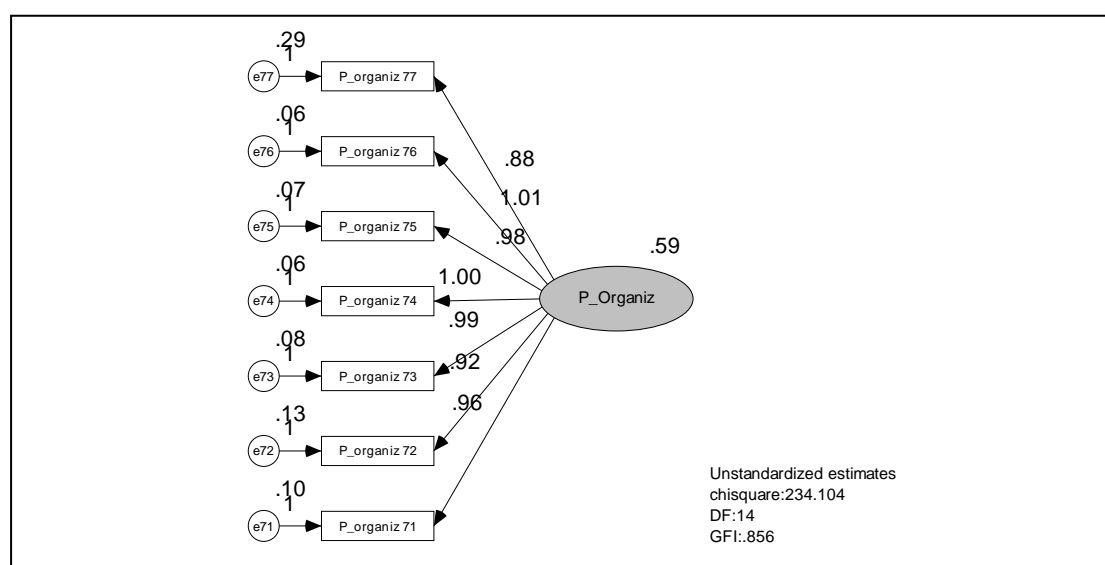 .29
1
e77
P_organiz 77
.06
1
e76
P_organiz 76
.07
1
e75
P_organiz 75
.06
1
e74
P_organiz 74
.08
1
e73
P_organiz 73
.13
1
e72
P_organiz 72
.10
1
e71
P_organiz 71
.88
1.01
.98
1.00
.99
.92
.96
.59
P_Organiz
Unstandardized estimates
chisquare:234.104
DF:14
GFI:.856